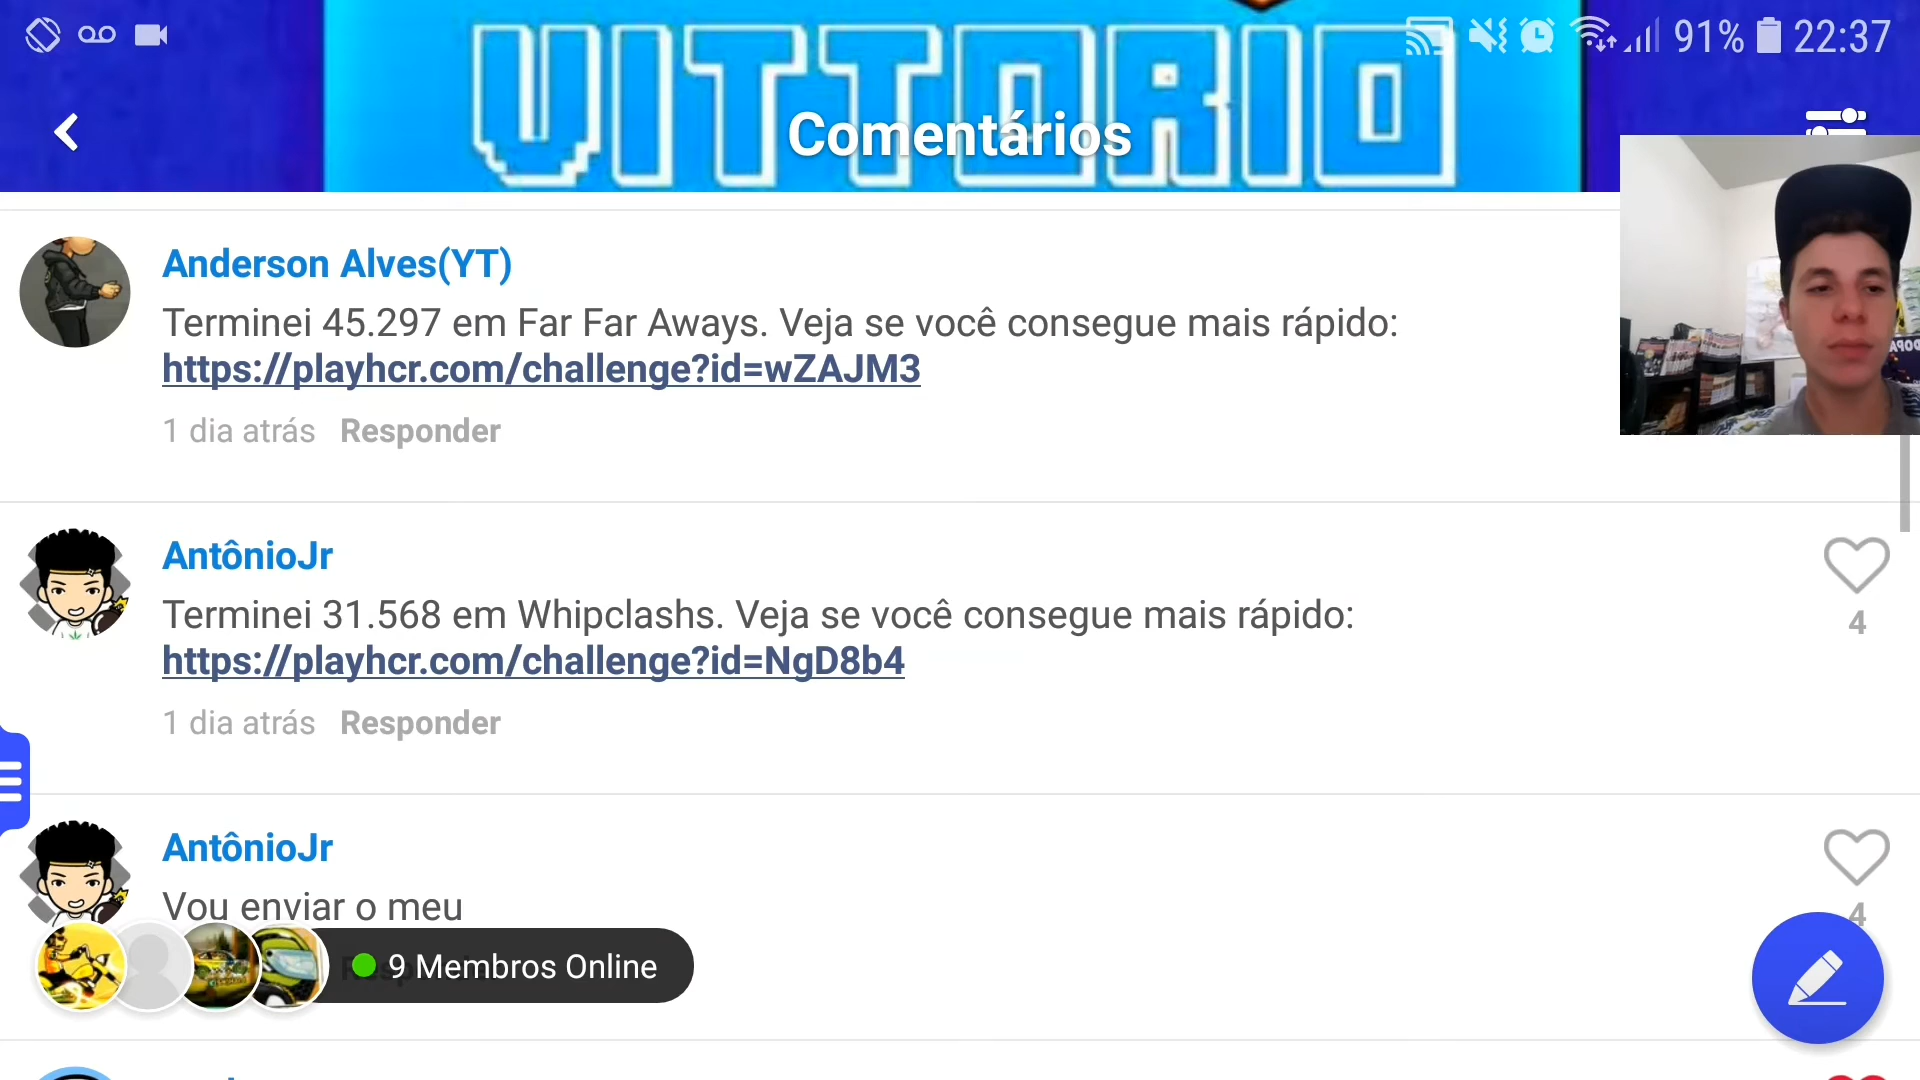 VITTORIO
91% 22:37
Comentários
Anderson Alves(YT)
Terminei 45.297 em Far Far Aways. Veja se você consegue mais rápido:
https://playhcr.com/challenge?id=wZAJM3
1 dia atrás Responder
AntônioJr
Terminei 31.568 em Whipclashs. Veja se você consegue mais rápido:
https://playhcr.com/challenge?id=NgD8b4
4
1 dia atrás Responder
AntônioJr
Vou enviar o meu
4
9 Membros Online